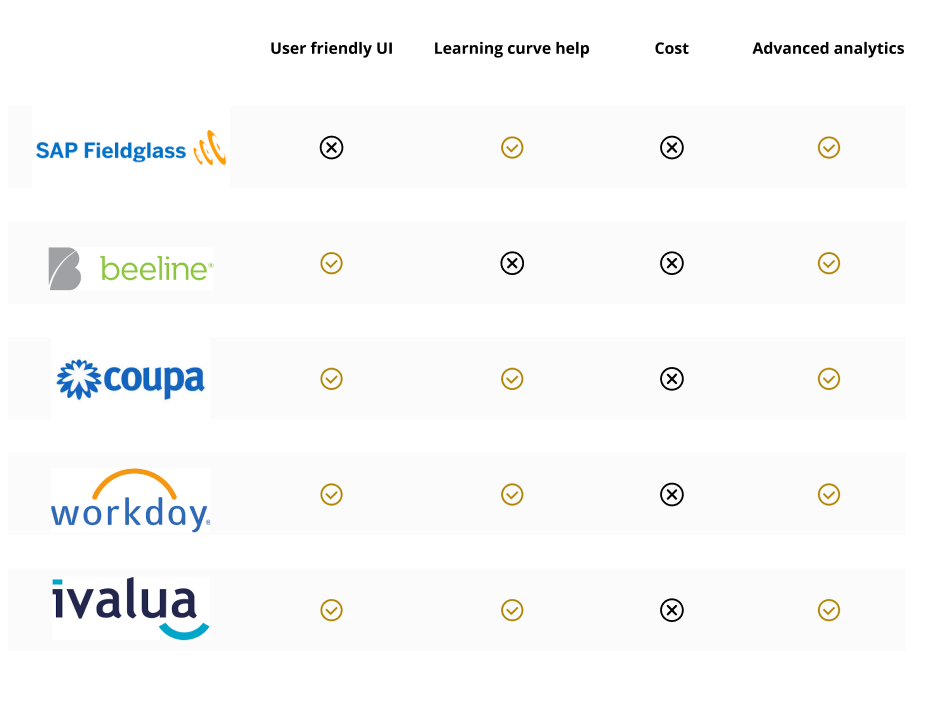 User friendly UI Learning curve help Cost Advanced analytics
SAP Fieldglass
beeline®
coupa
workday®
ivalua